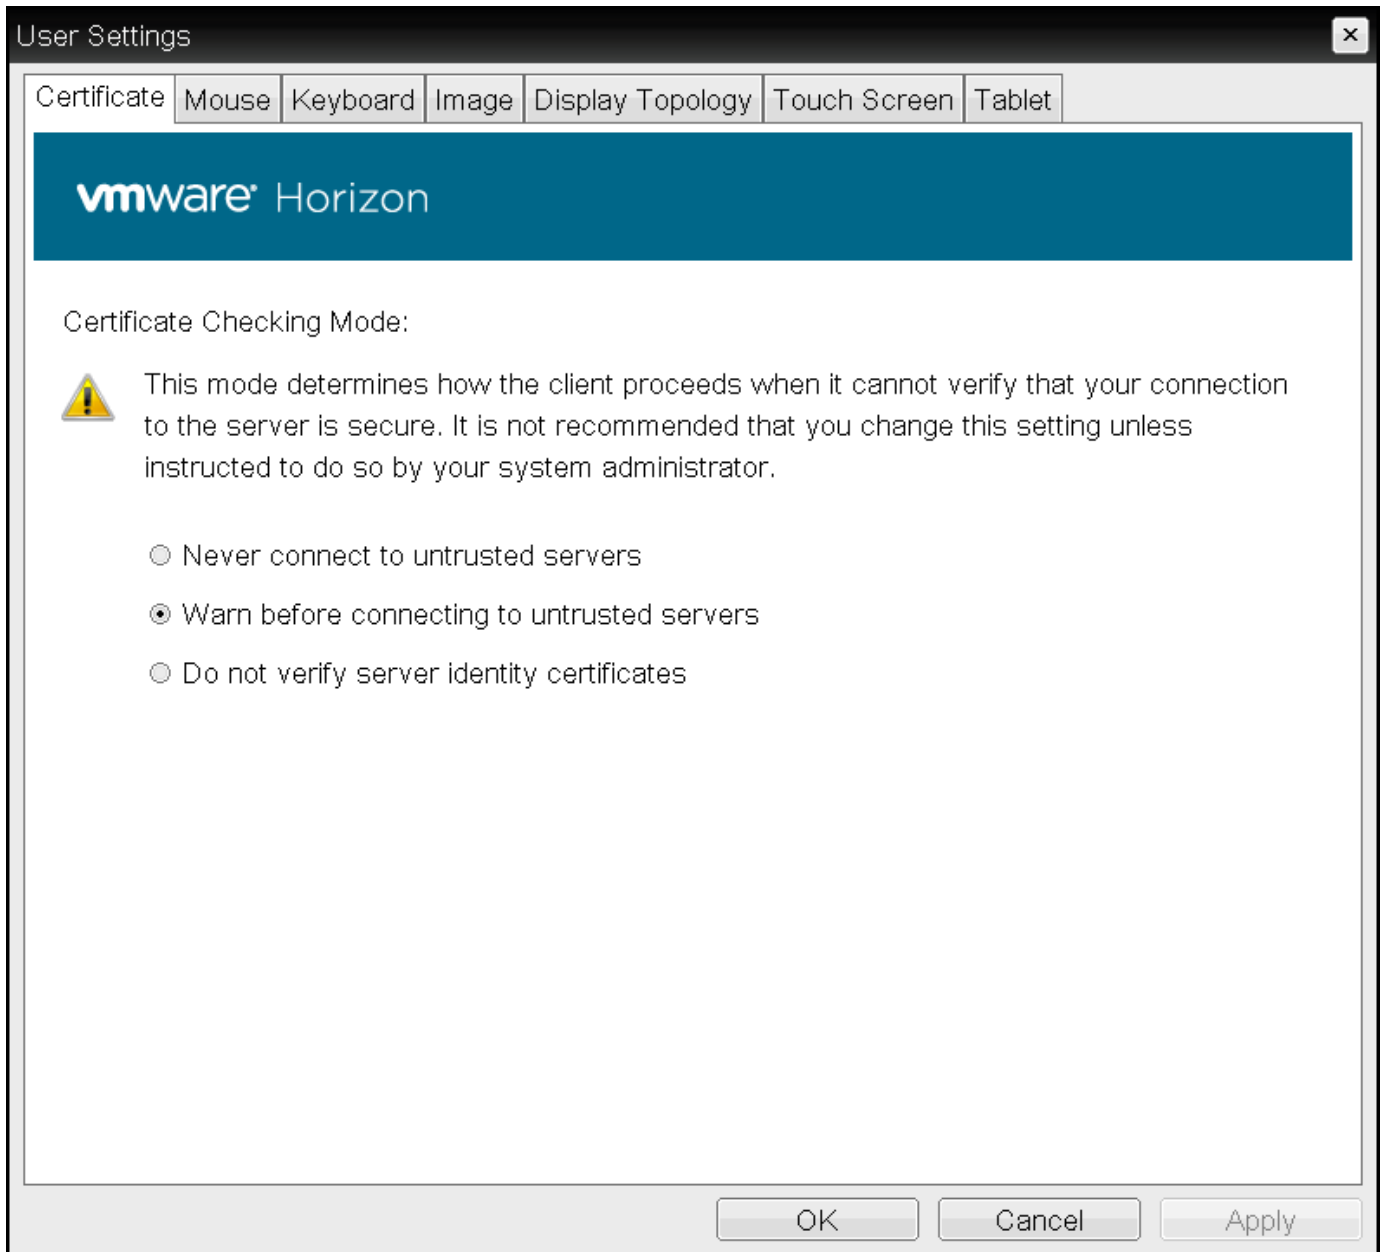 User Settings
Certificate Mouse Keyboard Image Display Topology Touch Screen Tablet
vmware Horizon
Certificate Checking Mode:
This mode determines how the client proceeds when it cannot verify that your connection
to the server is secure. It is not recommended that you change this setting unless
instructed to do so by your system administrator.
Never connect to untrusted servers
Warn before connecting to untrusted servers
Do not verify server identity certificates
OK Cancel Apply